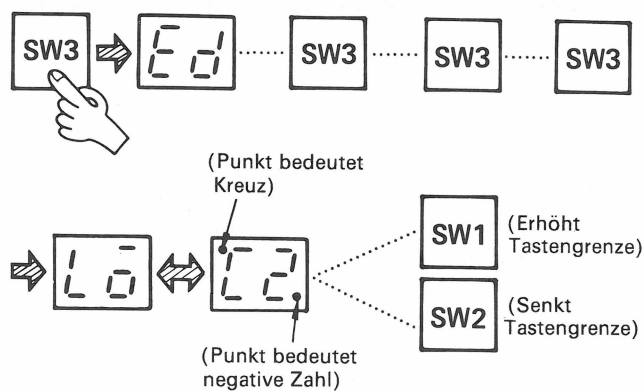 SW3 Ed SW3 SW3 SW3
(Punkt bedeutet
Kreuz)
Lō C2
SW1 (Erhöht
Tastengrenze)
SW2 (Senkt
Tastengrenze)
(Punkt bedeutet
negative Zahl)